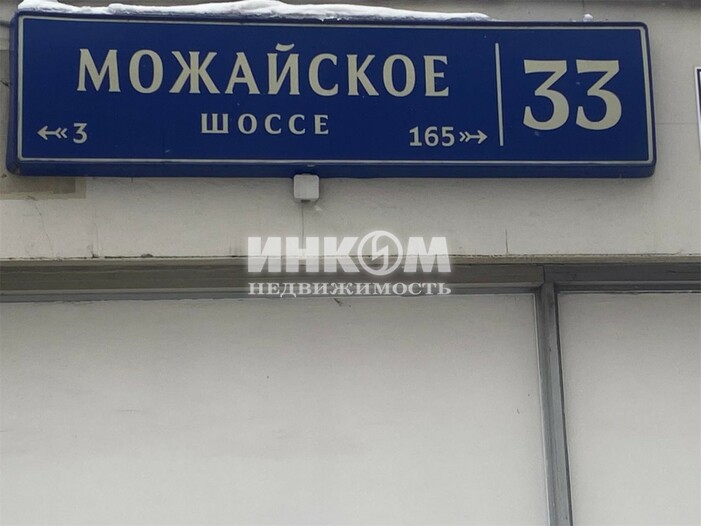 МОЖАЙСКОЕ
ШОССЕ
3
165
33
ИНКОМ
НЕДВИЖИМОСТЬ